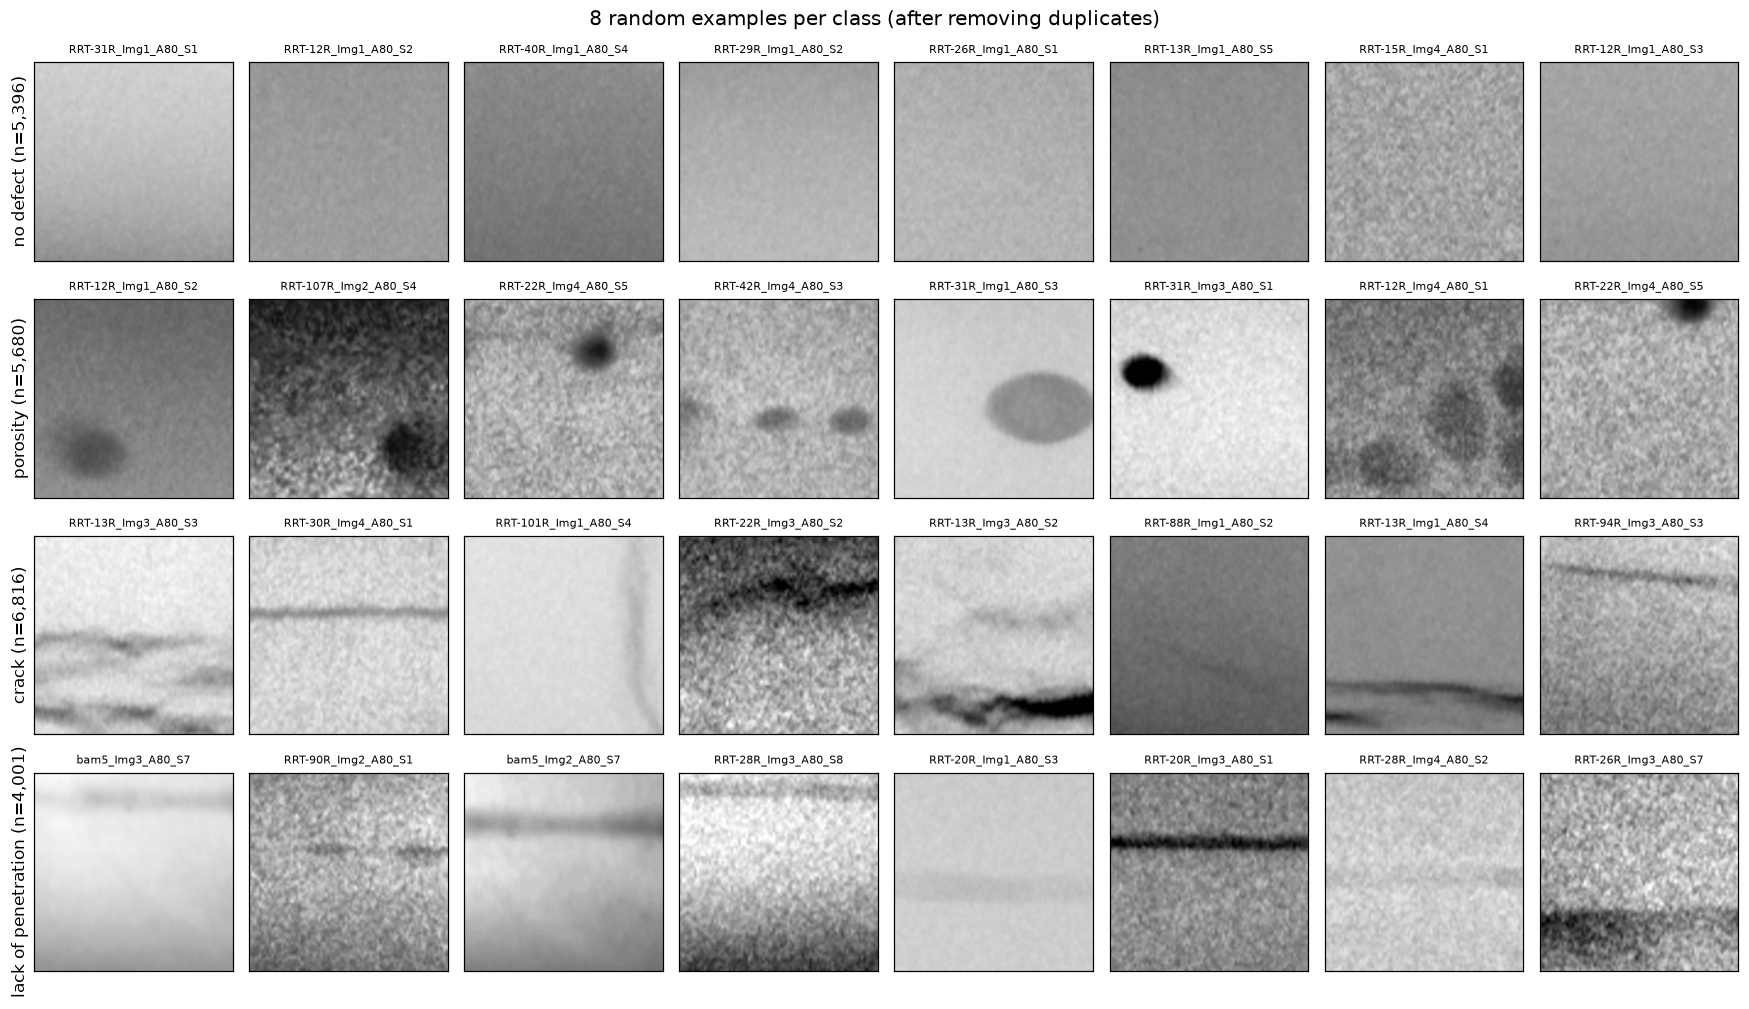 8 random examples per class (after removing duplicates)
RRT-31R_Img1_A80_S1 RRT-12R_Img1_A80_S2 RRT-40R_Img1_A80_S4 RRT-29R_Img1_A80_S2 RRT-26R_Img1_A80_S1 RRT-13R_Img1_A80_S5 RRT-15R_Img4_A80_S1 RRT-12R_Img1_A80_S3
no defect (n=5,396)
RRT-12R_Img1_A80_S2 RRT-107R_Img2_A80_S4 RRT-22R_Img4_A80_S5 RRT-42R_Img4_A80_S3 RRT-31R_Img1_A80_S3 RRT-31R_Img3_A80_S1 RRT-12R_Img4_A80_S1 RRT-22R_Img4_A80_S5
porosity (n=5,680)
RRT-13R_Img3_A80_S3 RRT-30R_Img4_A80_S1 RRT-101R_Img1_A80_S4 RRT-22R_Img3_A80_S2 RRT-13R_Img3_A80_S2 RRT-88R_Img1_A80_S2 RRT-13R_Img1_A80_S4 RRT-94R_Img3_A80_S3
crack (n=6,816)
bam5_Img3_A80_S7 RRT-90R_Img2_A80_S1 bam5_Img2_A80_S7 RRT-28R_Img3_A80_S8 RRT-20R_Img1_A80_S3 RRT-20R_Img3_A80_S1 RRT-28R_Img4_A80_S2 RRT-26R_Img3_A80_S7
lack of penetration (n=4,001)